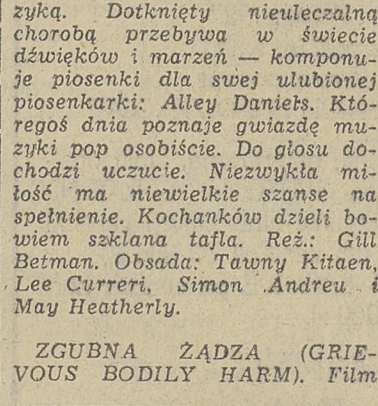 zyką. Dotknięty nieuleczalną
chorobą przebywa w świecie
dźwięków i marzeń — komponu-
je piosenki dla swej ulubionej
piosenkarki: Alley Daniels. Któ-
regoś dnia poznaje gwiazdę mu-
zyki pop osobiście. Do głosu do-
chodzi uczucie. Niezwykła mi-
łość ma niewielkie szanse na
spełnienie. Kochanków dzieli bo-
wiem szklana tafla. Reż.: Gill
Betman. Obsada: Tawny Kitaen,
Lee Curreri, Simon Andreu i
May Heatherly.
ZGUBNA ŻĄDZA (GRIE-
VOUS BODILY HARM). Film